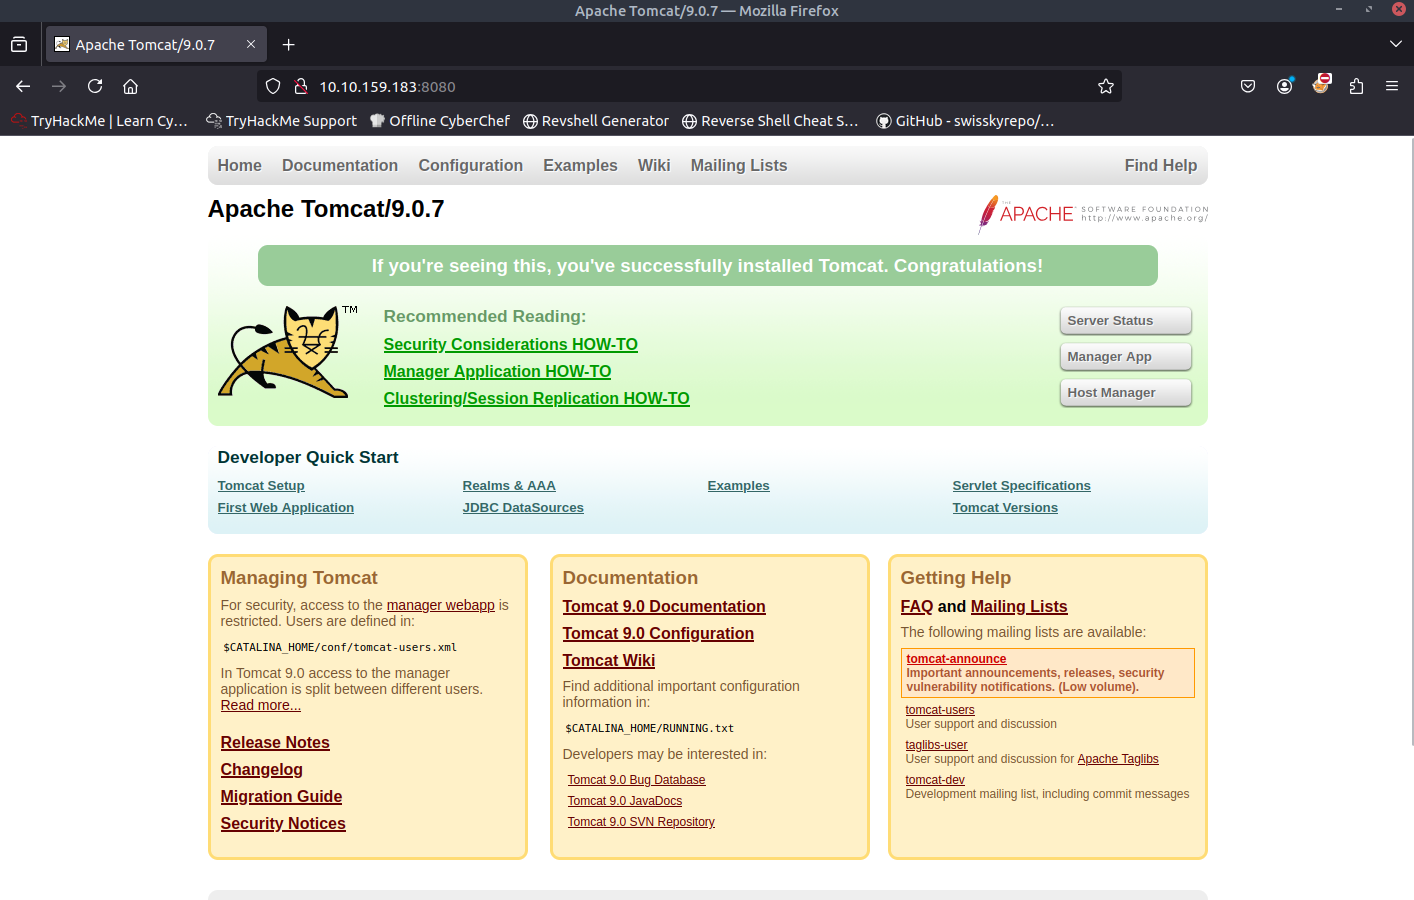 Apache Tomcat/9.0.7 — Mozilla Firefox
Apache Tomcat/9.0.7
10.10.159.183:8080
TryHackMe | Learn Cy... TryHackMe Support Offline CyberChef Revshell Generator Reverse Shell Cheat S... GitHub - swisskyrepo/...
Home Documentation Configuration Examples Wiki Mailing Lists Find Help
Apache Tomcat/9.0.7
THE APACHE SOFTWARE FOUNDATION
http://www.apache.org/
If you're seeing this, you've successfully installed Tomcat. Congratulations!
TM
Recommended Reading:
Security Considerations HOW-TO
Manager Application HOW-TO
Clustering/Session Replication HOW-TO
Server Status
Manager App
Host Manager
Developer Quick Start
Tomcat Setup Realms & AAA Examples Servlet Specifications
First Web Application JDBC DataSources Tomcat Versions
Managing Tomcat
For security, access to the manager webapp is
restricted. Users are defined in:
$CATALINA_HOME/conf/tomcat-users.xml
In Tomcat 9.0 access to the manager
application is split between different users.
Read more...
Release Notes
Changelog
Migration Guide
Security Notices
Documentation
Tomcat 9.0 Documentation
Tomcat 9.0 Configuration
Tomcat Wiki
Find additional important configuration
information in:
$CATALINA_HOME/RUNNING.txt
Developers may be interested in:
Tomcat 9.0 Bug Database
Tomcat 9.0 JavaDocs
Tomcat 9.0 SVN Repository
Getting Help
FAQ and Mailing Lists
The following mailing lists are available:
tomcat-announce
Important announcements, releases, security
vulnerability notifications. (Low volume).
tomcat-users
User support and discussion
taglibs-user
User support and discussion for Apache Taglibs
tomcat-dev
Development mailing list, including commit messages